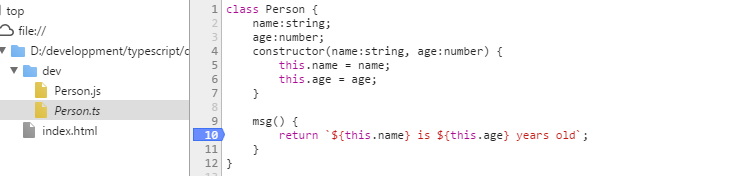 top
file://
D:/developpment/typescript/c
dev
Person.js
Person.ts
index.html
1 class Person {
2 name:string;
3 age:number;
4 constructor(name:string, age:number) {
5 this.name = name;
6 this.age = age;
7 }
8
9 msg() {
10 return `${this.name} is ${this.age} years old`;
11 }
12 }